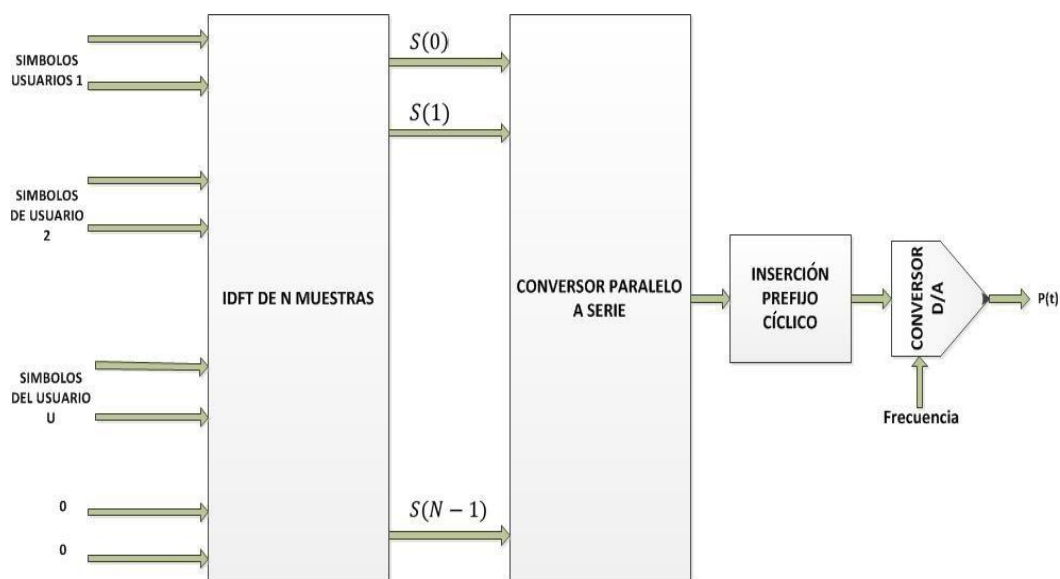 SIMBOLOS
USUARIOS 1
SIMBOLOS
DE USUARIO
2
SIMBOLOS
DEL USUARIO
U
0
0
IDFT DE N MUESTRAS
S(0)
S(1)
S(N − 1)
CONVERSOR PARALELO
A SERIE
INSERCIÓN
PREFIJO
CÍCLICO
CONVERSOR
D/A
Frecuencia
P(t)